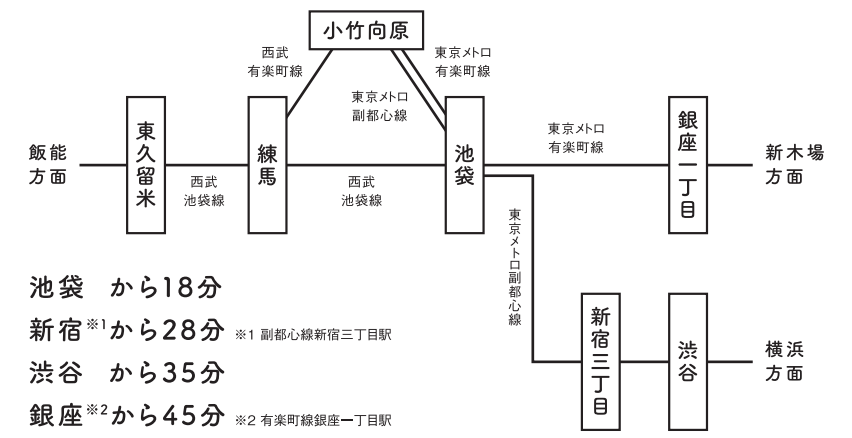 小竹向原
西武
有楽町線
東京メトロ
有楽町線
東京メトロ
副都心線
飯能
方面
東久留米
西武
池袋線
練馬
西武
池袋線
池袋
東京メトロ
有楽町線
銀座一丁目
新木場
方面
東京メトロ副都心線
新宿三丁目
渋谷
横浜
方面
池袋 から18分
新宿※1から28分 ※1 副都心線新宿三丁目駅
渋谷 から35分
銀座※2から45分 ※2 有楽町線銀座一丁目駅